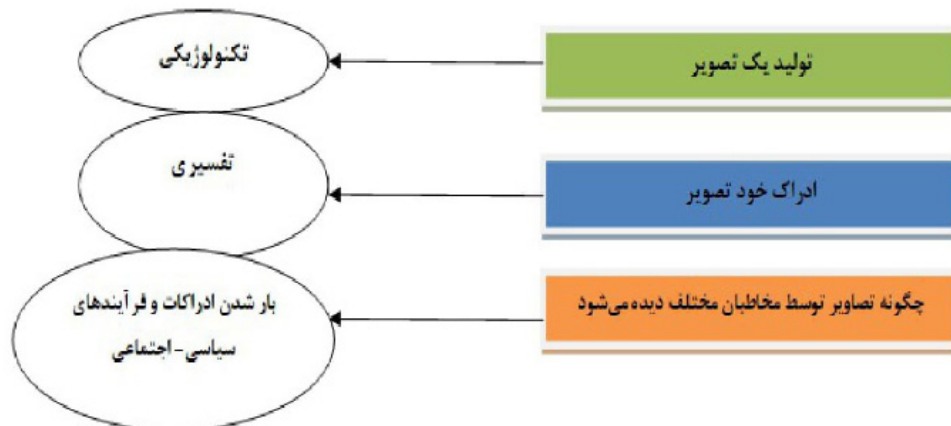 تولید یک تصویر
تکنولوژیکی
ادراک خود تصویر
تفسیری
چگونه تصاویر توسط مخاطبان مختلف دیده می‌شود
بار شدن ادراکات و فرآیندهای
سیاسی- اجتماعی